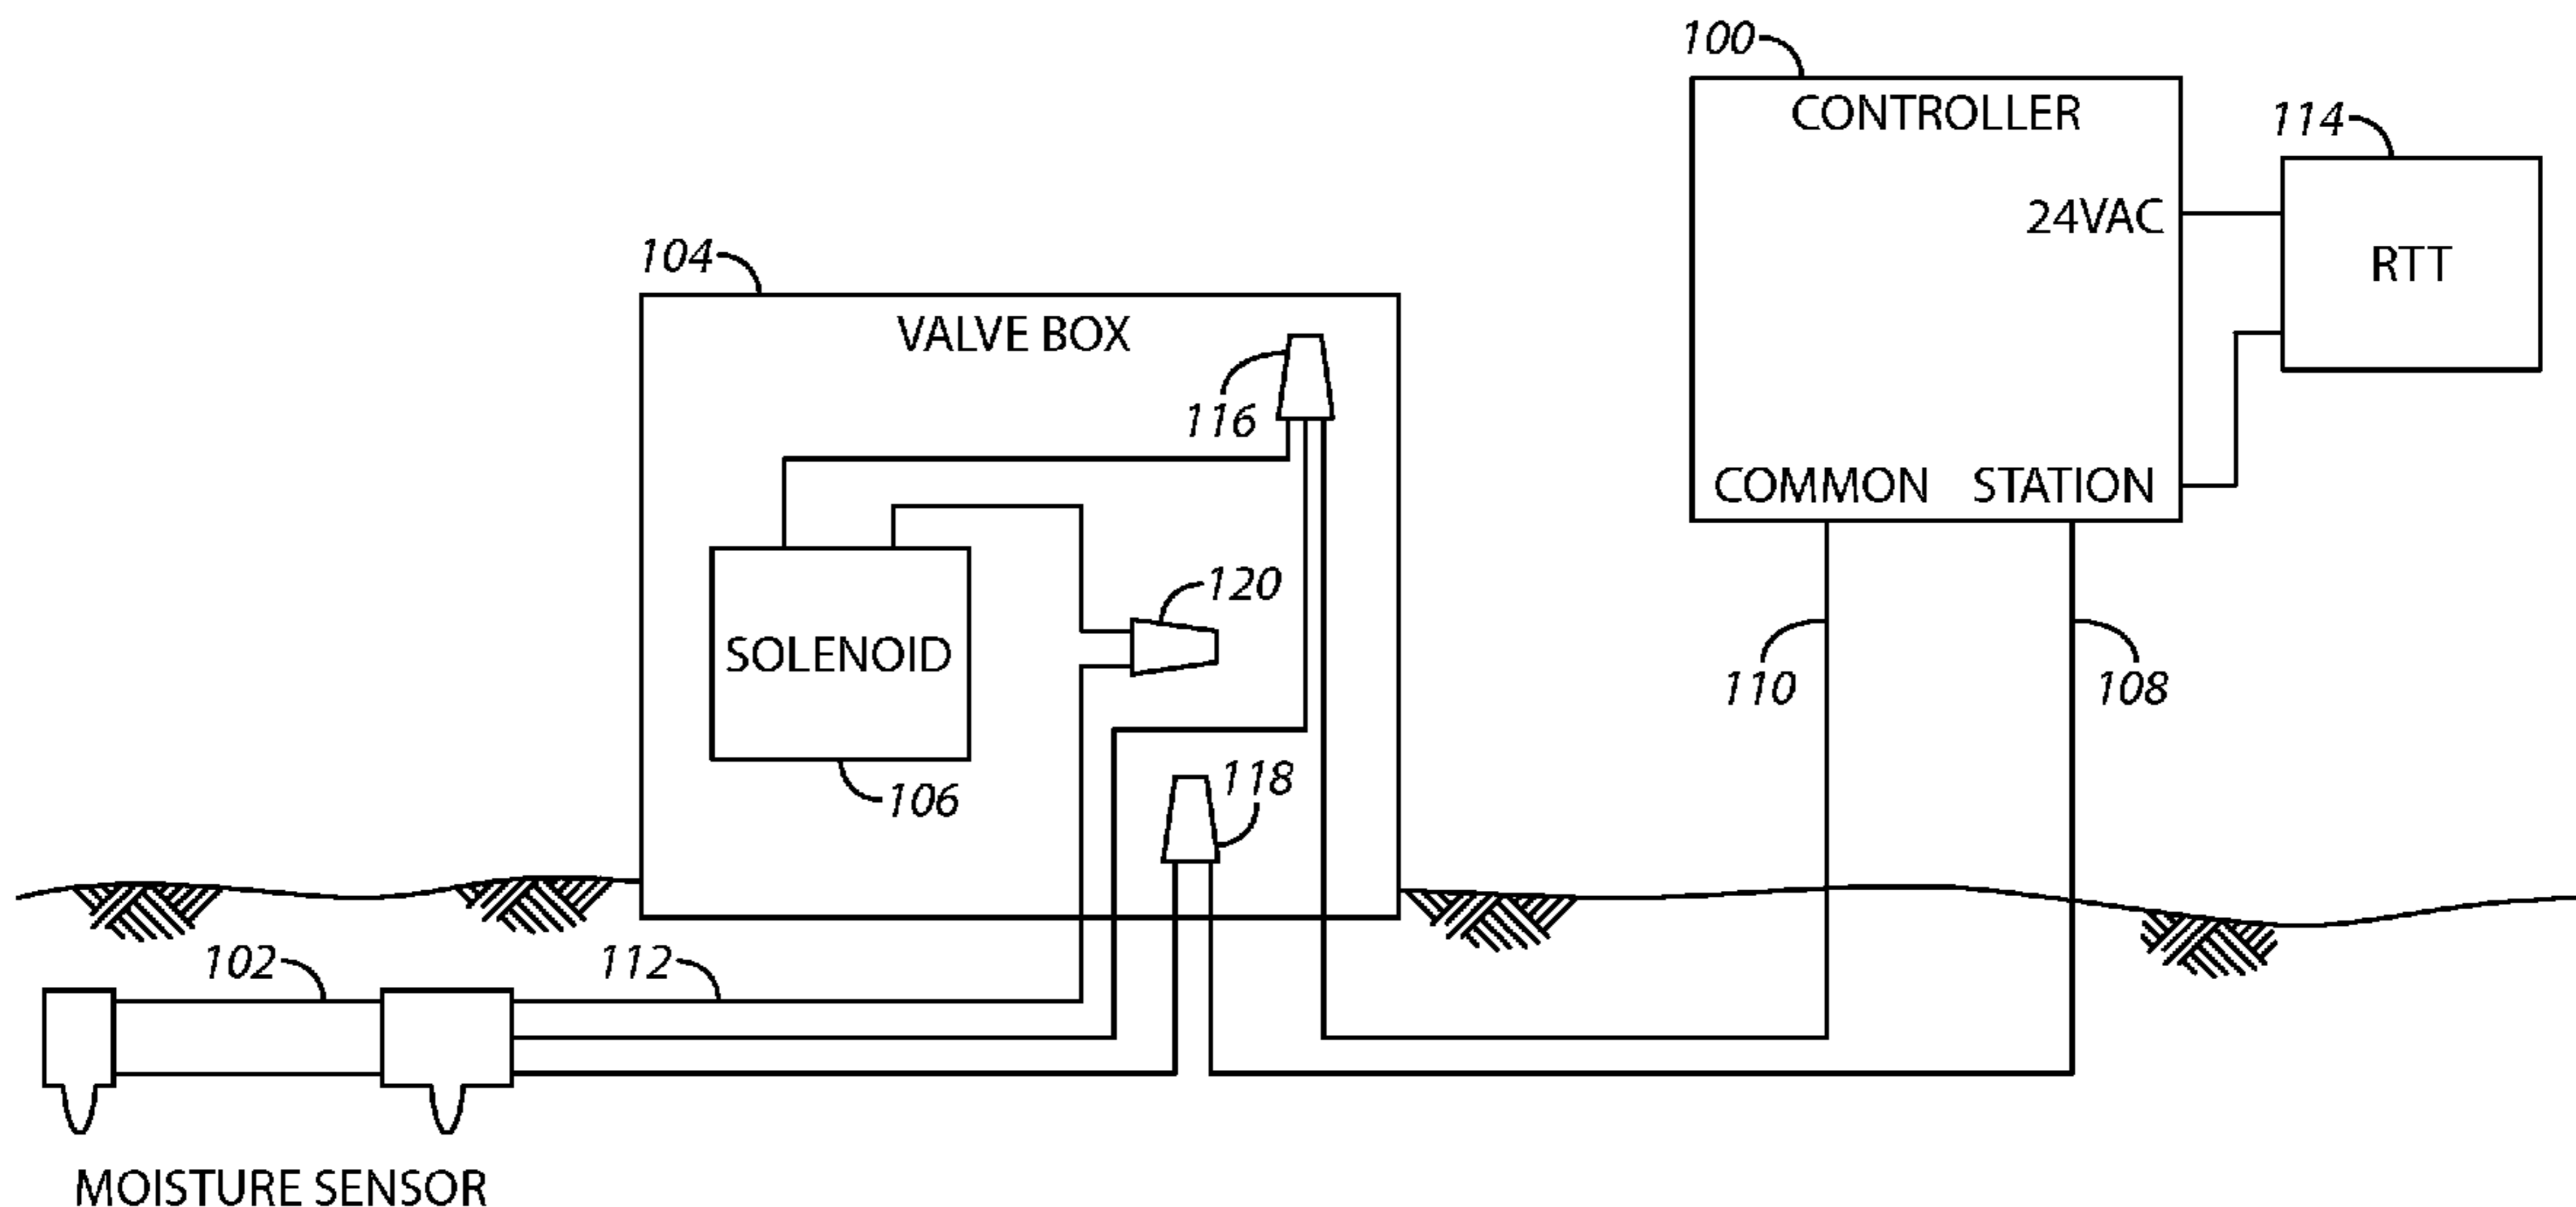 100
CONTROLLER
114
24VAC
RTT
104
VALVE BOX
116
COMMON STATION
120
SOLENOID
110
108
118
106
102
112
MOISTURE SENSOR